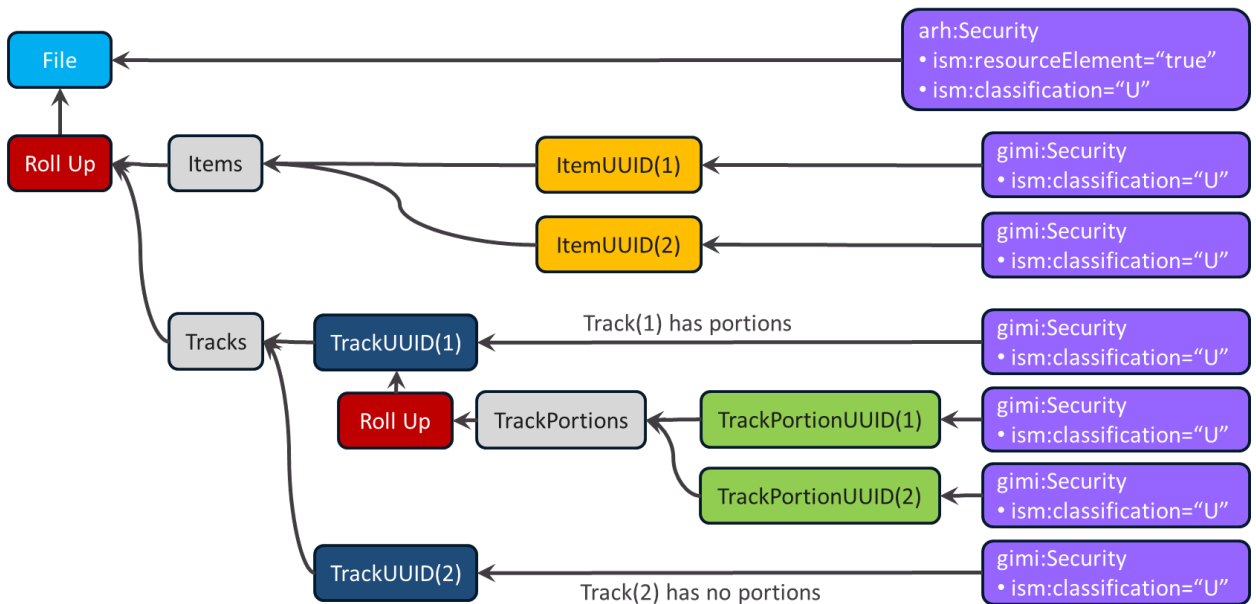 arh:Security
File
• ism:resourceElement=“true”
• ism:classification=“U”
Roll Up
Items
ItemUUID(1)
gimi:Security
• ism:classification=“U”
ItemUUID(2)
gimi:Security
• ism:classification=“U”
Tracks
TrackUUID(1)
Track(1) has portions
gimi:Security
• ism:classification=“U”
Roll Up
TrackPortions
TrackPortionUUID(1)
gimi:Security
• ism:classification=“U”
TrackPortionUUID(2)
gimi:Security
• ism:classification=“U”
TrackUUID(2)
Track(2) has no portions
gimi:Security
• ism:classification=“U”